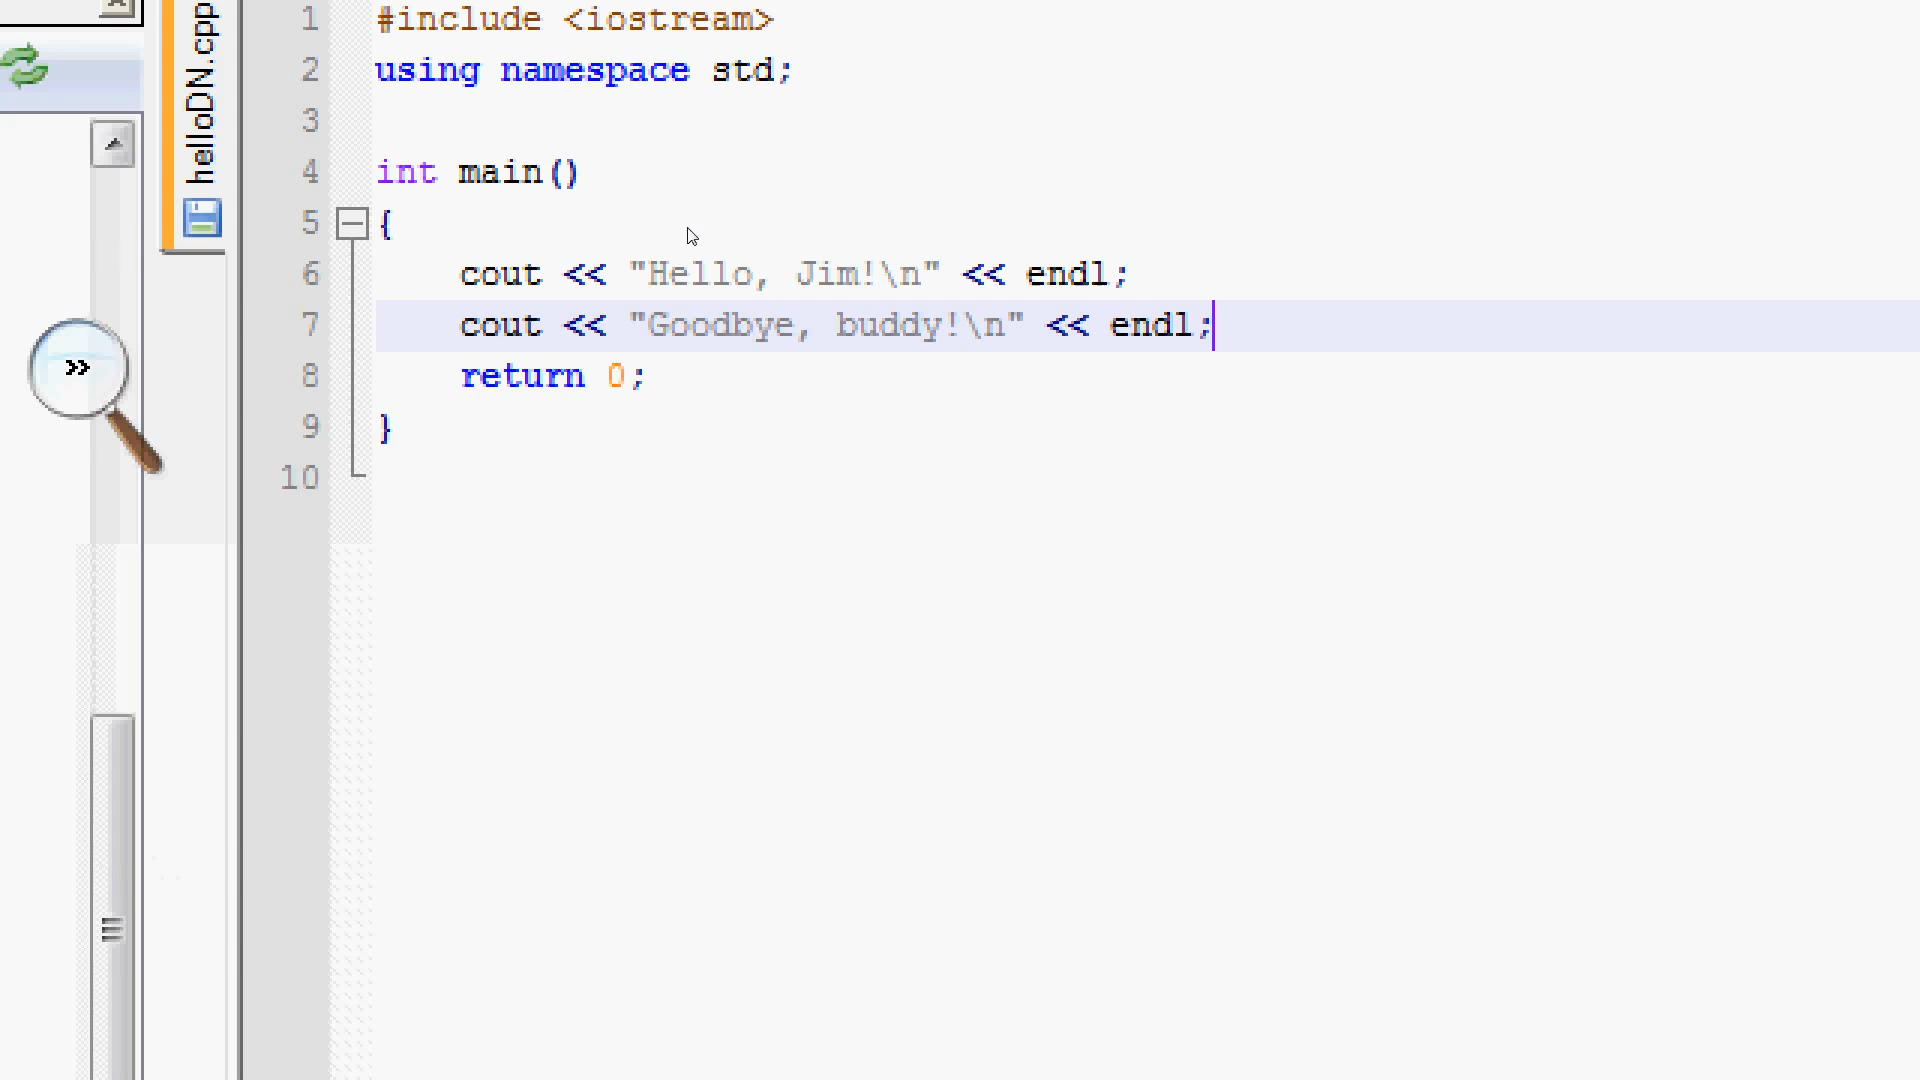 helloDN.cpp
1 #include <iostream>
2 using namespace std;
3
4 int main()
5 {
6 cout << "Hello, Jim!\n" << endl;
7 cout << "Goodbye, buddy!\n" << endl;
8 return 0;
9 }
10
»